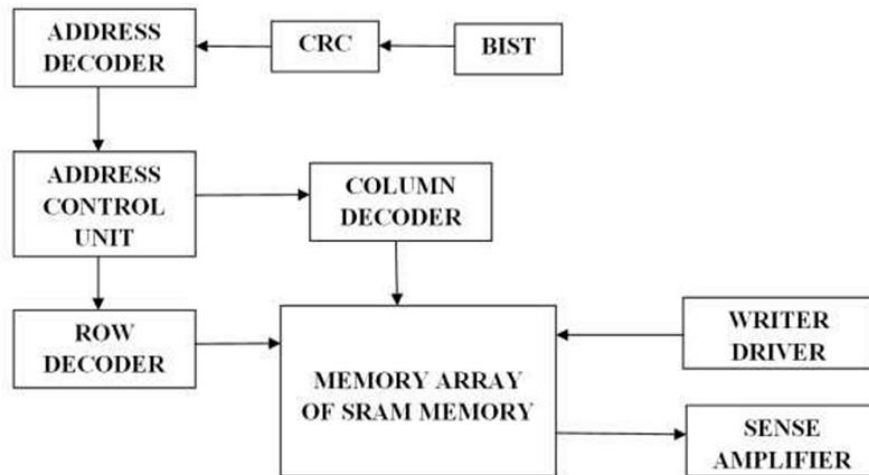 ADDRESS
DECODER
CRC
BIST
ADDRESS
CONTROL
UNIT
COLUMN
DECODER
ROW
DECODER
MEMORY ARRAY
OF SRAM MEMORY
WRITER
DRIVER
SENSE
AMPLIFIER